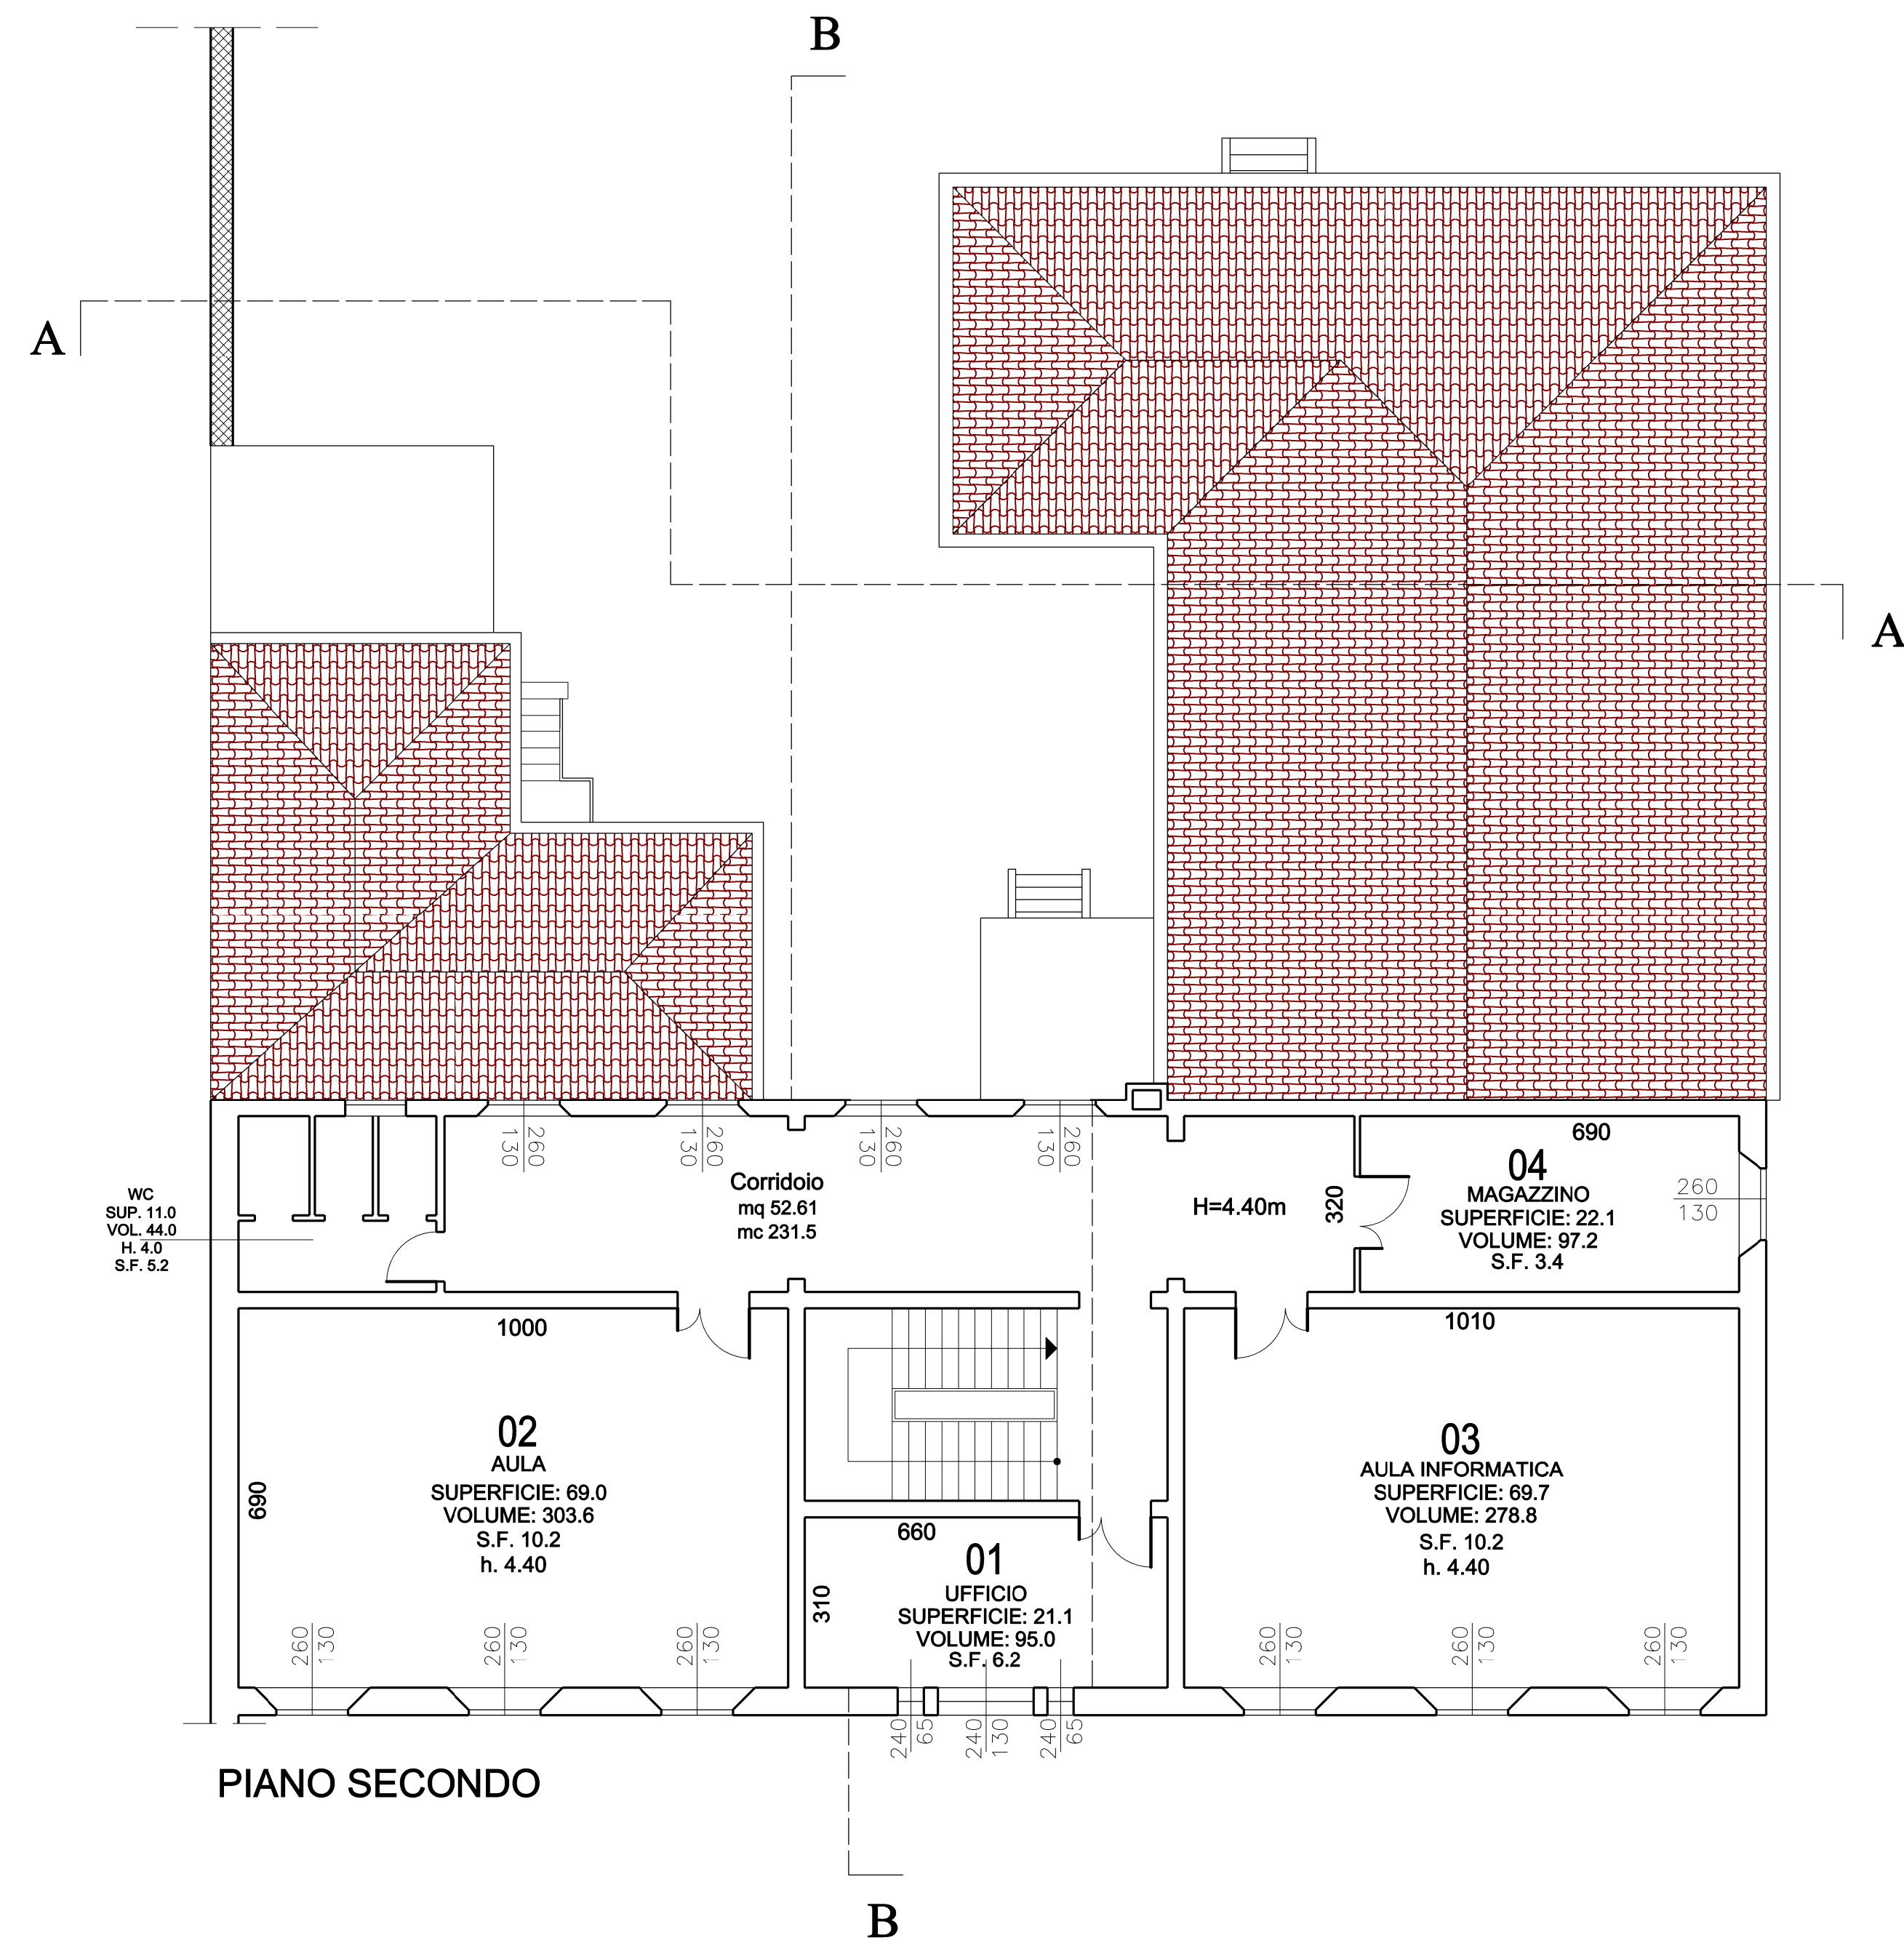 B
A
A
260
130
260
130
260
130
260
130
690
04
MAGAZZINO
SUPERFICIE: 22.1
VOLUME: 97.2
S.F. 3.4
260
130
320
H=4.40m
Corridoio
mq 52.61
mc 231.5
WC
SUP. 11.0
VOL. 44.0
H. 4.0
S.F. 5.2
1000
1010
02
AULA
SUPERFICIE: 69.0
VOLUME: 303.6
S.F. 10.2
h. 4.40
690
03
AULA INFORMATICA
SUPERFICIE: 69.7
VOLUME: 278.8
S.F. 10.2
h. 4.40
660
01
UFFICIO
SUPERFICIE: 21.1
VOLUME: 95.0
S.F. 6.2
310
260
130
260
130
260
130
260
130
260
130
260
130
240
65
240
130
240
65
PIANO SECONDO
B